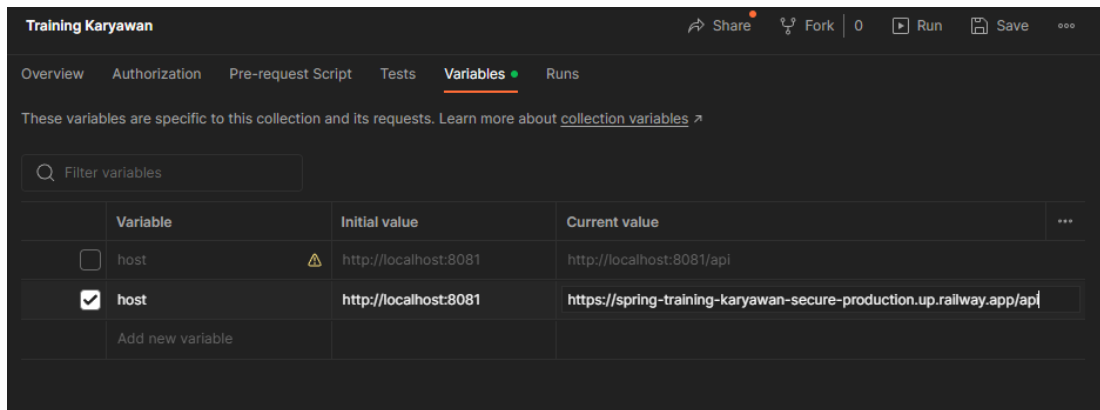 Training Karyawan Share Fork 0 Run Save
Overview Authorization Pre-request Script Tests Variables Runs
These variables are specific to this collection and its requests. Learn more about collection variables ↗
Filter variables
Variable Initial value Current value
host http://localhost:8081 http://localhost:8081/api
host http://localhost:8081 https://spring-training-karyawan-secure-production.up.railway.app/api
Add new variable